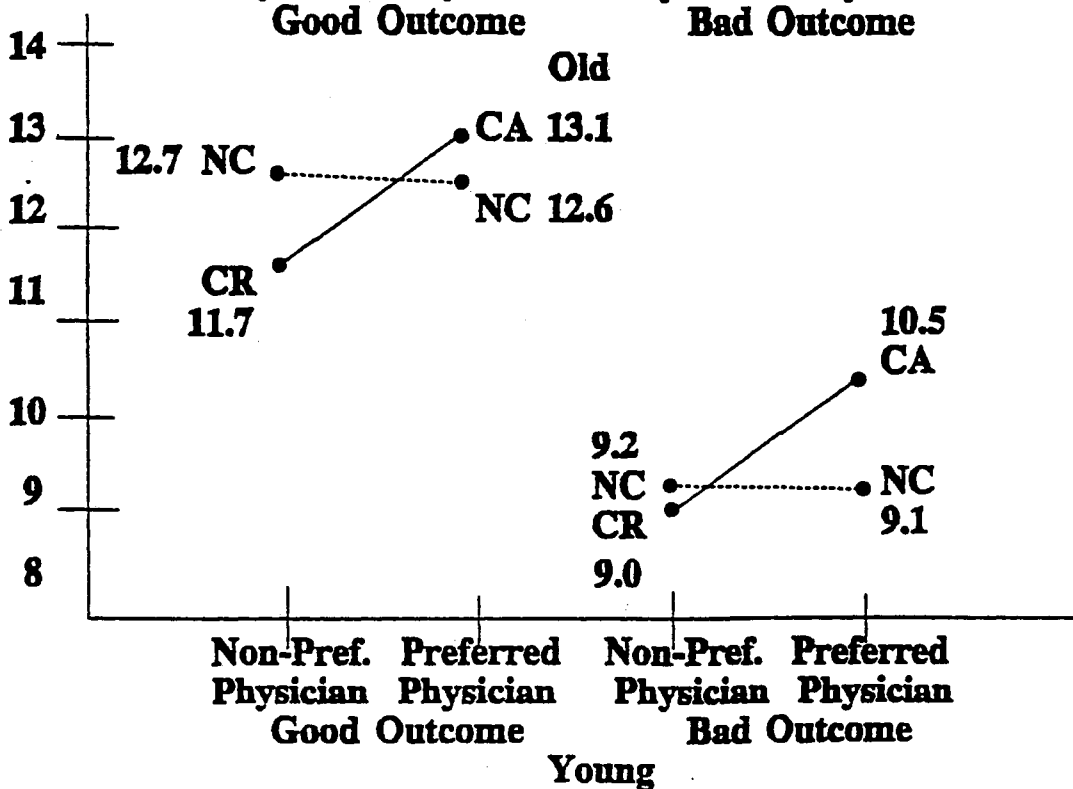 Good Outcome Bad Outcome
14
Old
13
CA 13.1
12.7 NC
12
NC 12.6
CR
11
11.7
10.5
CA
10
9.2
9
NC
NC
CR
9.1
8
9.0
Non-Pref. Preferred Non-Pref. Preferred
Physician Physician Physician Physician
Good Outcome Bad Outcome
Young